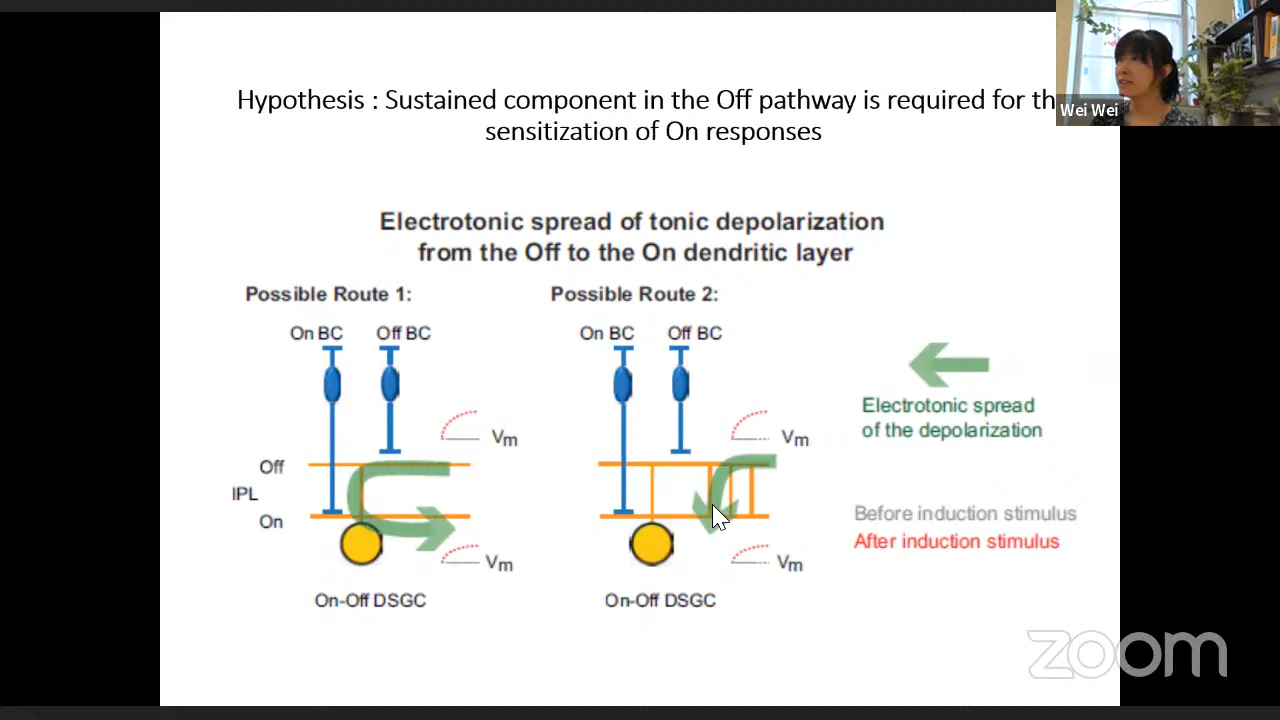 Hypothesis : Sustained component in the Off pathway is required for th
sensitization of On responses
Wei Wei
Electrotonic spread of tonic depolarization
from the Off to the On dendritic layer
Possible Route 1:
On BC Off BC
Vm
Off
IPL
On
Vm
On-Off DSGC
Possible Route 2:
On BC Off BC
Vm
Vm
On-Off DSGC
Electrotonic spread
of the depolarization
Before induction stimulus
After induction stimulus
zoom